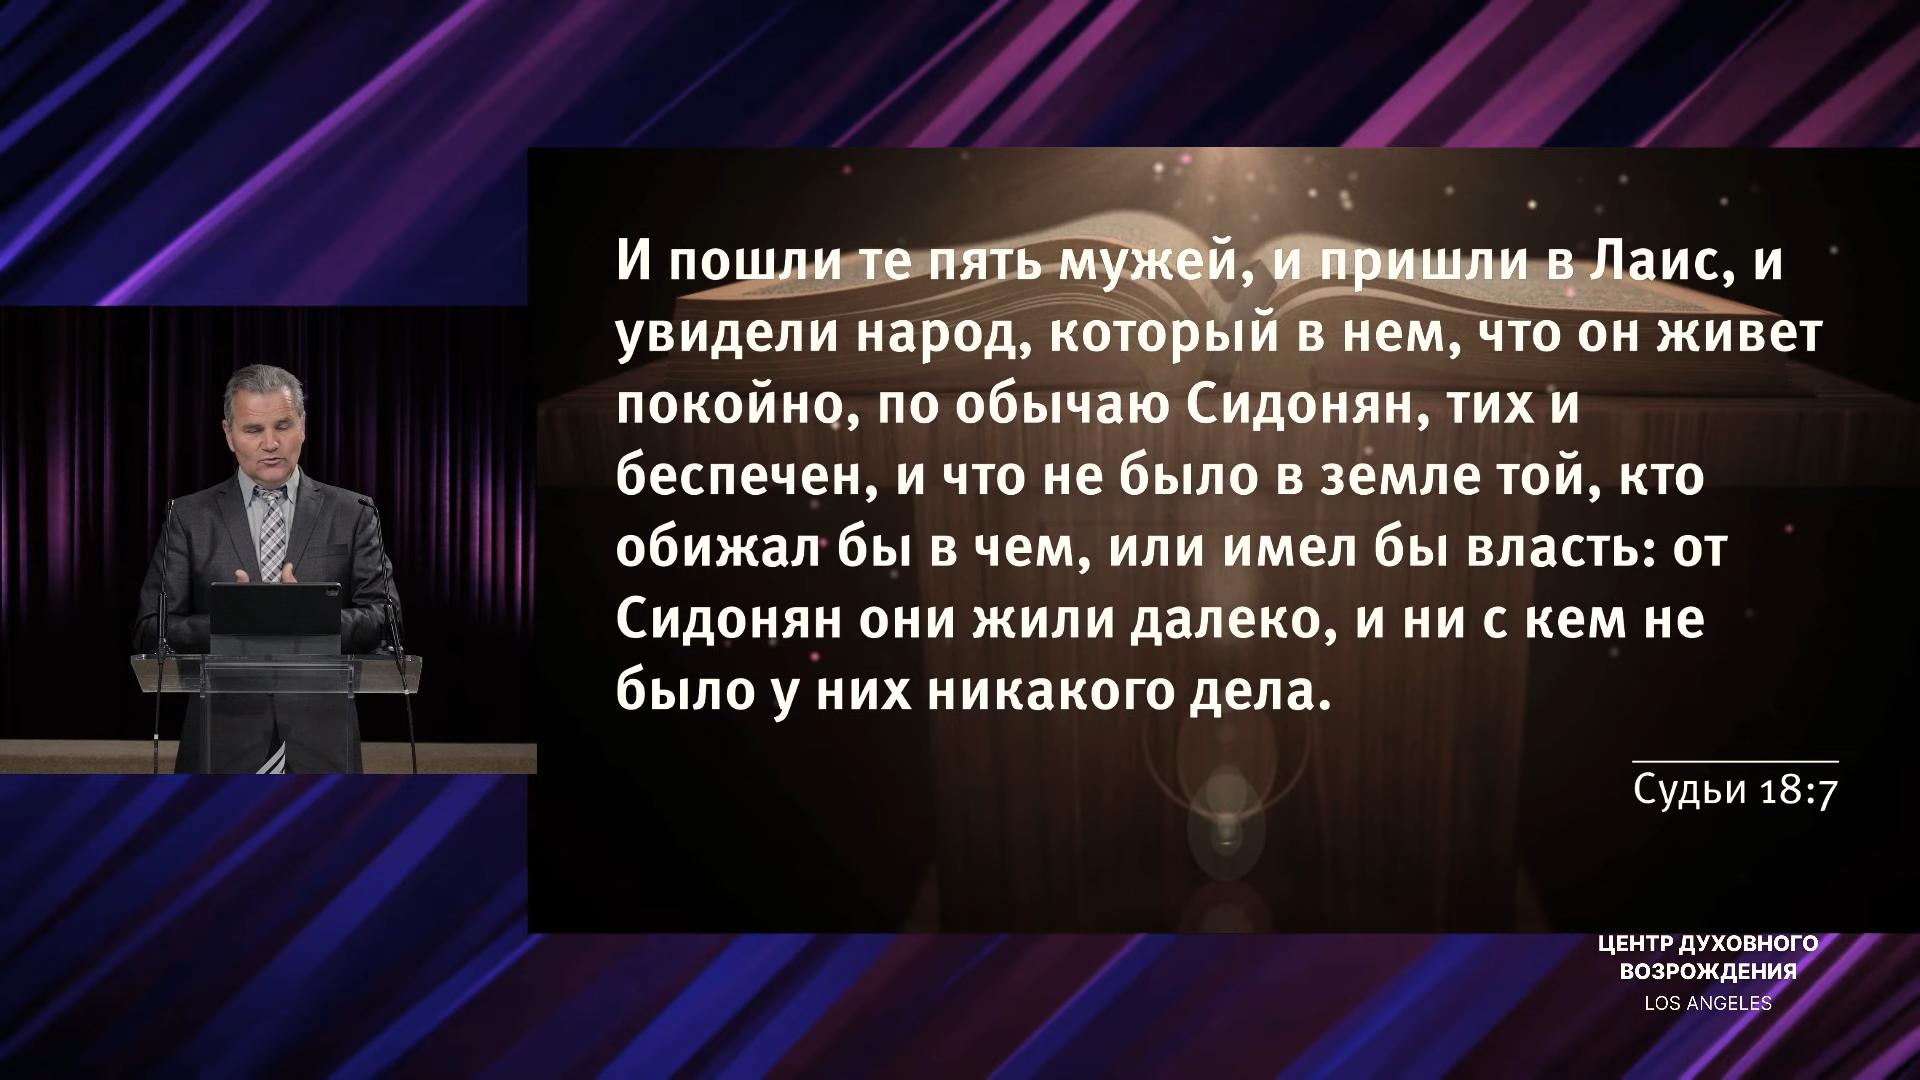 И пошли те пять мужей, и пришли в Лаис, и
увидели народ, который в нем, что он живет
покойно, по обычаю Сидонян, тих и
беспечен, и что не было в земле той, кто
обижал бы в чем, или имел бы власть: от
Сидонян они жили далеко, и ни с кем не
было у них никакого дела.
Судьи 18:7
ЦЕНТР ДУХОВНОГО
ВОЗРОЖДЕНИЯ
LOS ANGELES